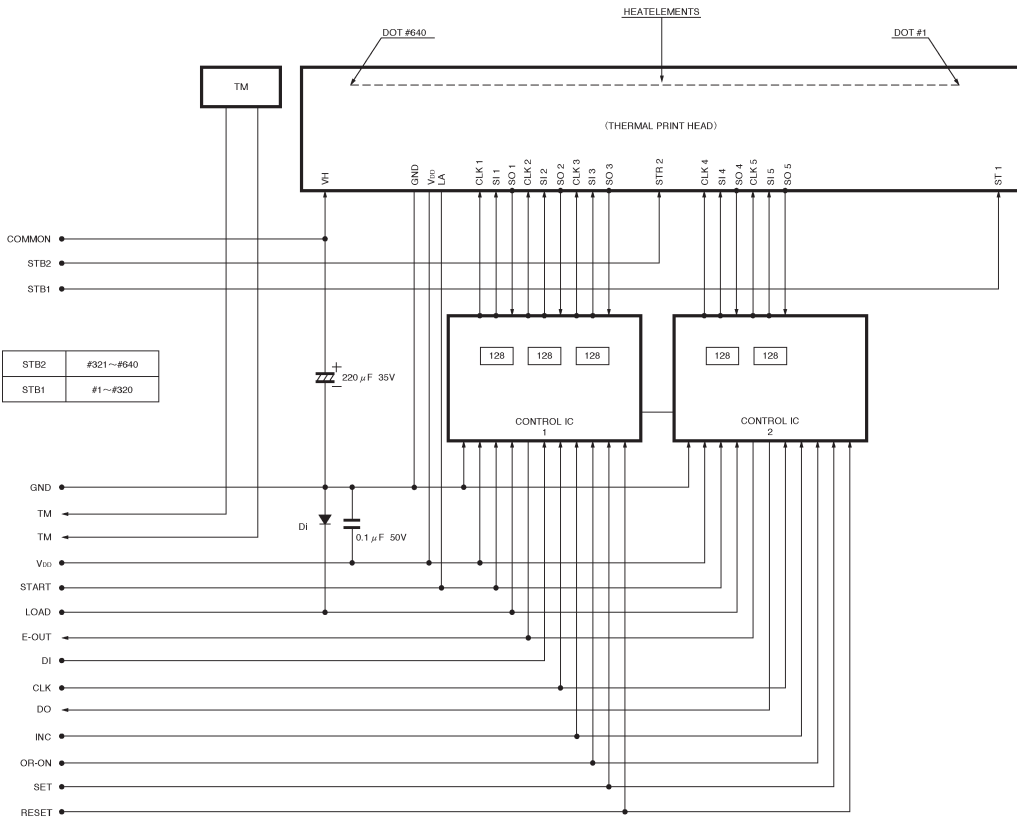 HEATELEMENTS
DOT #640
DOT #1
TM
(THERMAL PRINT HEAD)
VH
GND
VDD
LA
CLK 1
SI 1
SO 1
CLK 2
SI 2
SO 2
CLK 3
SI 3
SO 3
STR 2
CLK 4
SI 4
SO 4
CLK 5
SI 5
SO 5
ST 1
COMMON
STB2
STB1
128 128 128
128 128
STB2 #321～#640
STB1 #1～#320
+
220 μF 35V
−
CONTROL IC
1
CONTROL IC
2
GND
TM
Di
TM
0.1 μF 50V
VDD
START
LOAD
E-OUT
DI
CLK
DO
INC
OR-ON
SET
RESET